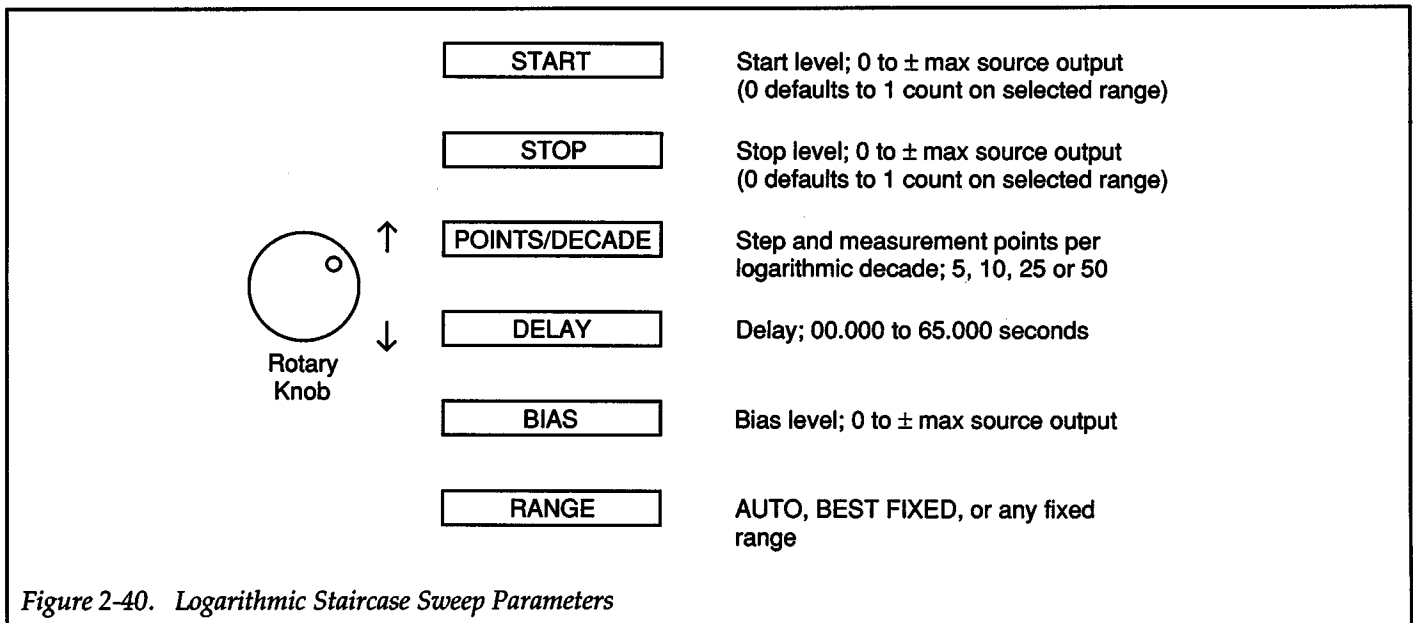 START
Start level; 0 to ± max source output
(0 defaults to 1 count on selected range)
STOP
Stop level; 0 to ± max source output
(0 defaults to 1 count on selected range)
↑
POINTS/DECADE
Step and measurement points per
logarithmic decade; 5, 10, 25 or 50
↓
DELAY
Delay; 00.000 to 65.000 seconds
Rotary
Knob
BIAS
Bias level; 0 to ± max source output
RANGE
AUTO, BEST FIXED, or any fixed
range
Figure 2-40. Logarithmic Staircase Sweep Parameters